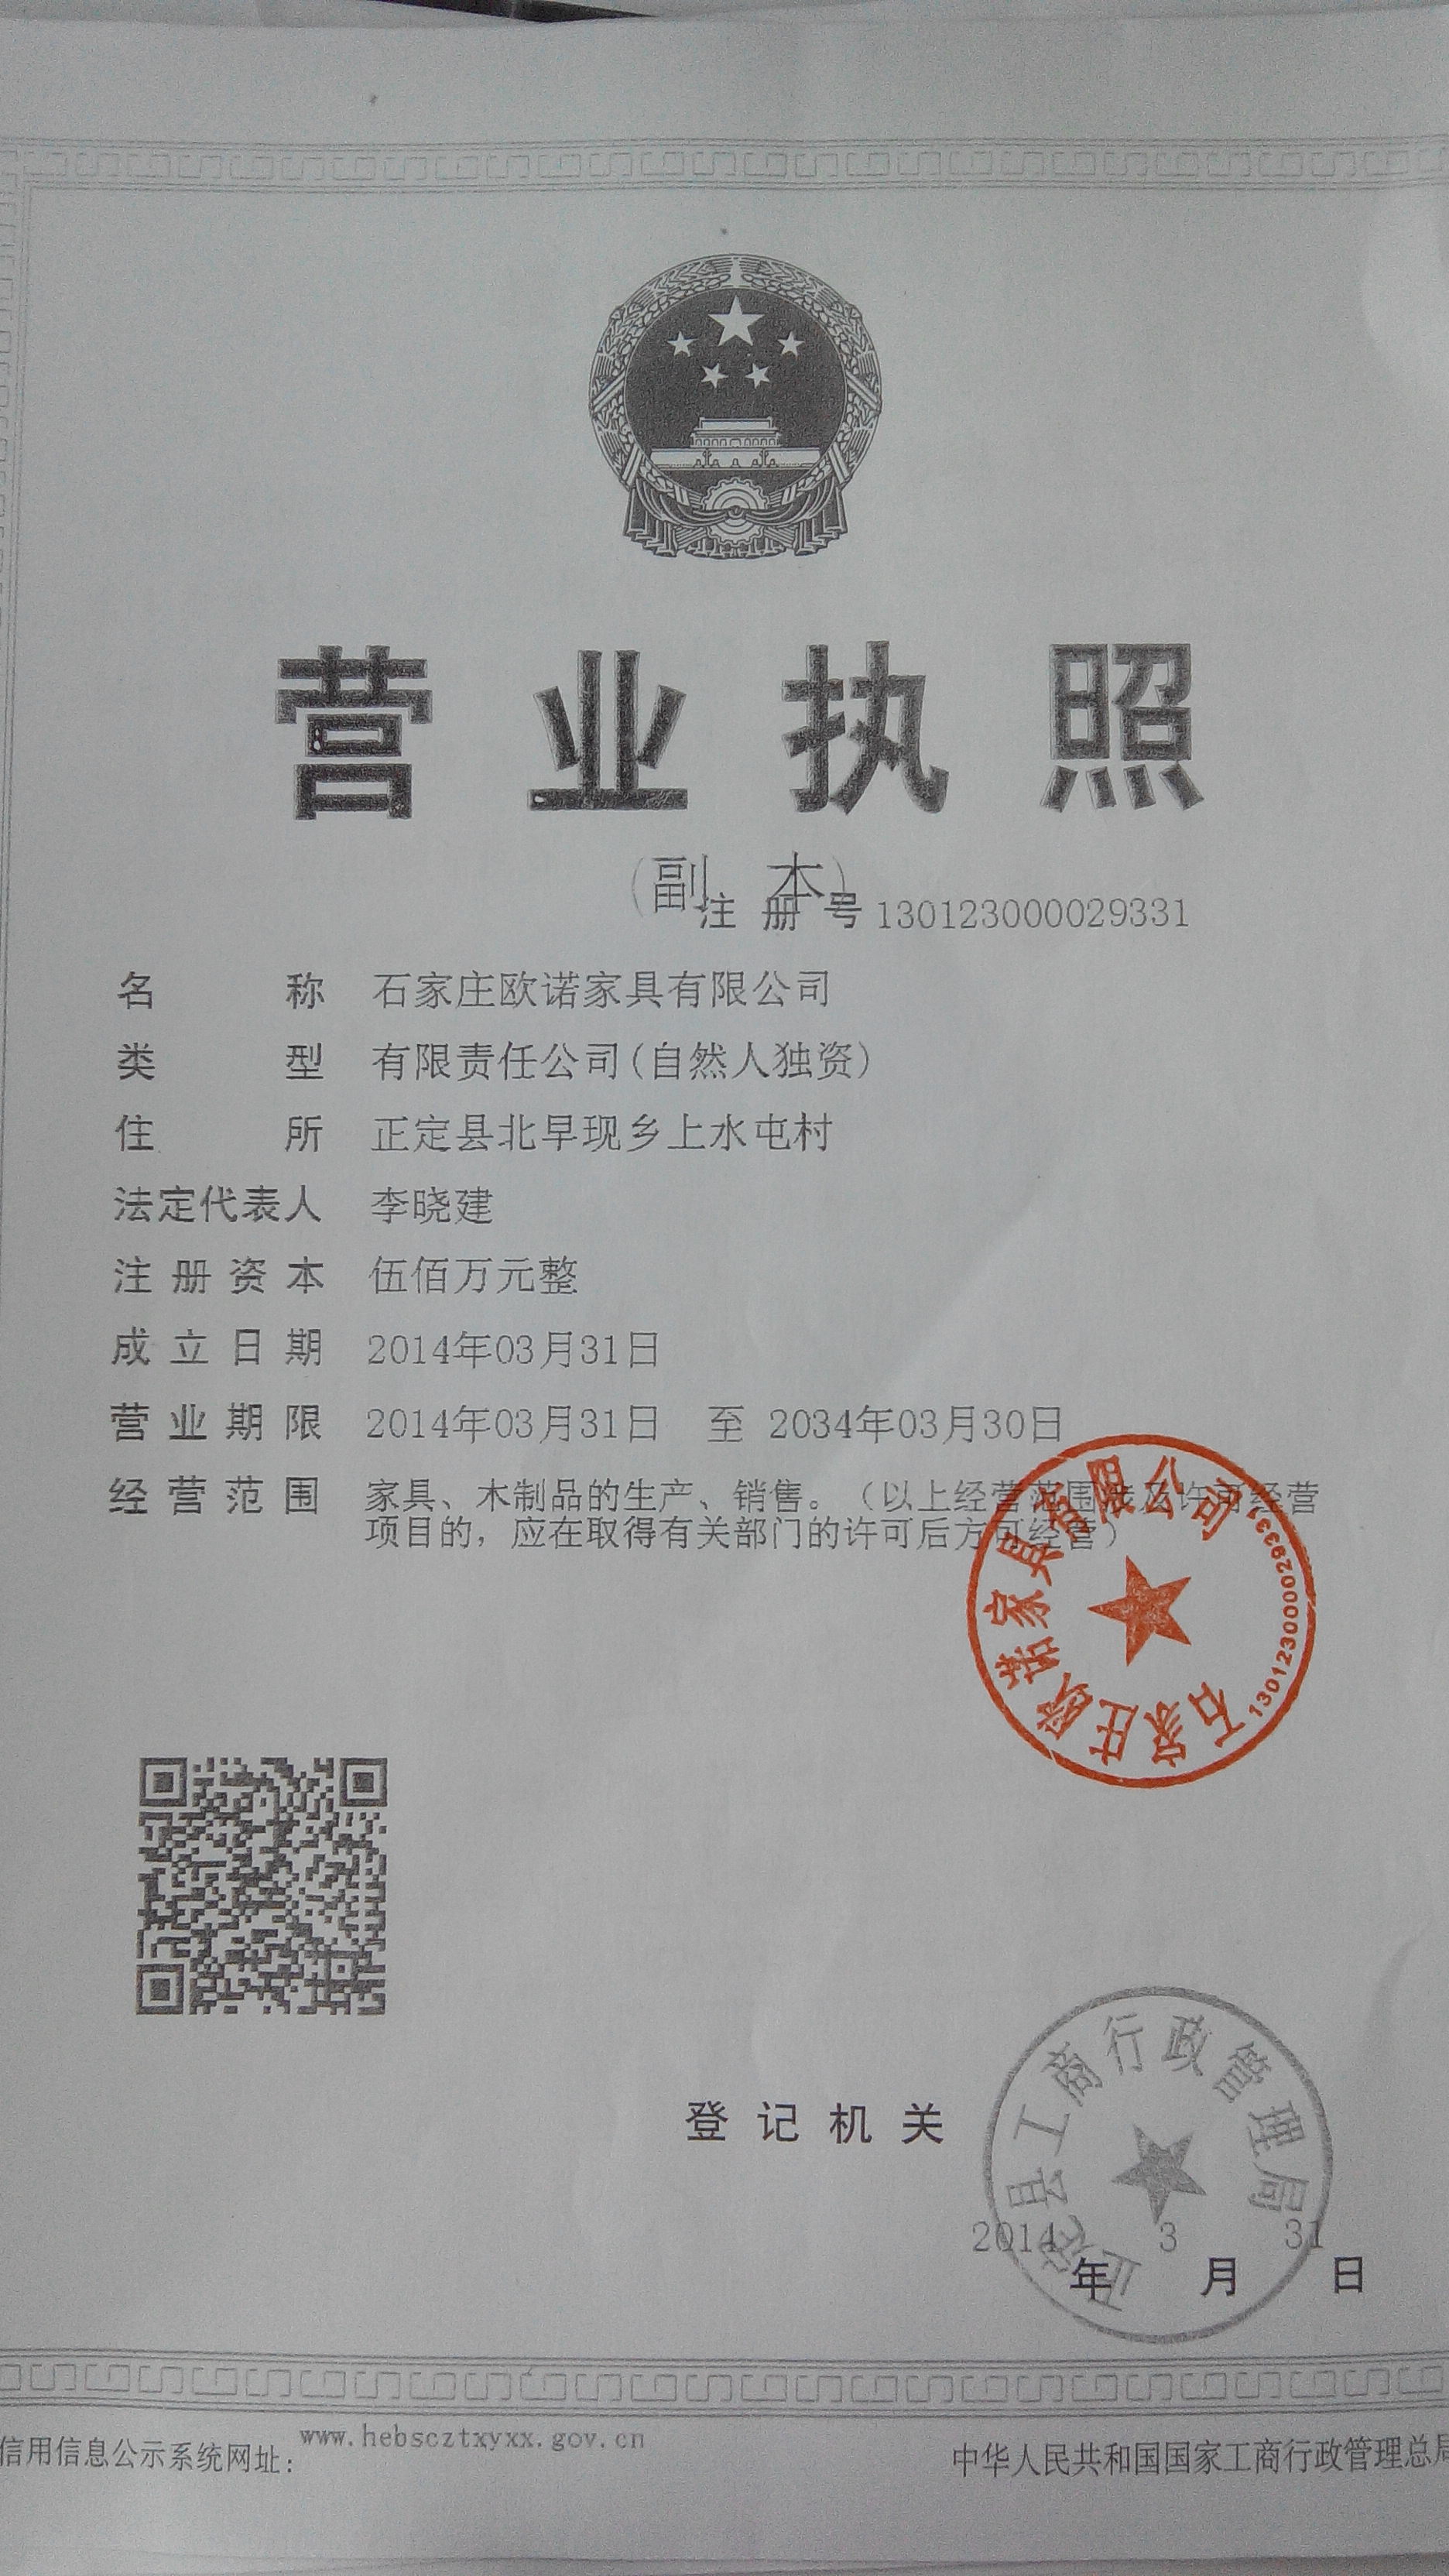 营业执照
(副 本)
注 册 号 130123000029331
名 称 石家庄欧诺家具有限公司
类 型 有限责任公司(自然人独资)
住 所 正定县北早现乡上水屯村
法定代表人 李晓建
注册资本 伍佰万元整
成立日期 2014年03月31日
营业期限 2014年03月31日 至 2034年03月30日
经营范围 家具、木制品的生产、销售。（以上经营范围涉及许可经营
项目的，应在取得有关部门的许可后方可经营）
石家庄欧诺家具有限公司
130123000029331
登记机关
正定县工商行政管理局
2014 3 31
年 月 日
信用信息公示系统网址: www.hebscztxyxx.gov.cn
中华人民共和国国家工商行政管理总局